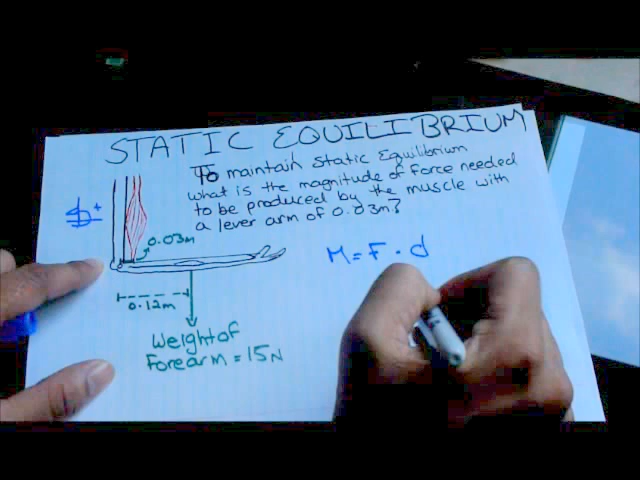 STATIC EQUILIBRIUM
To maintain Static Equilibrium
what is the magnitude of force needed
to be produced by the muscle with
a lever arm of 0.03m?
+
0.03m
M = F · d
0.12m
Weight of
Forearm = 15N